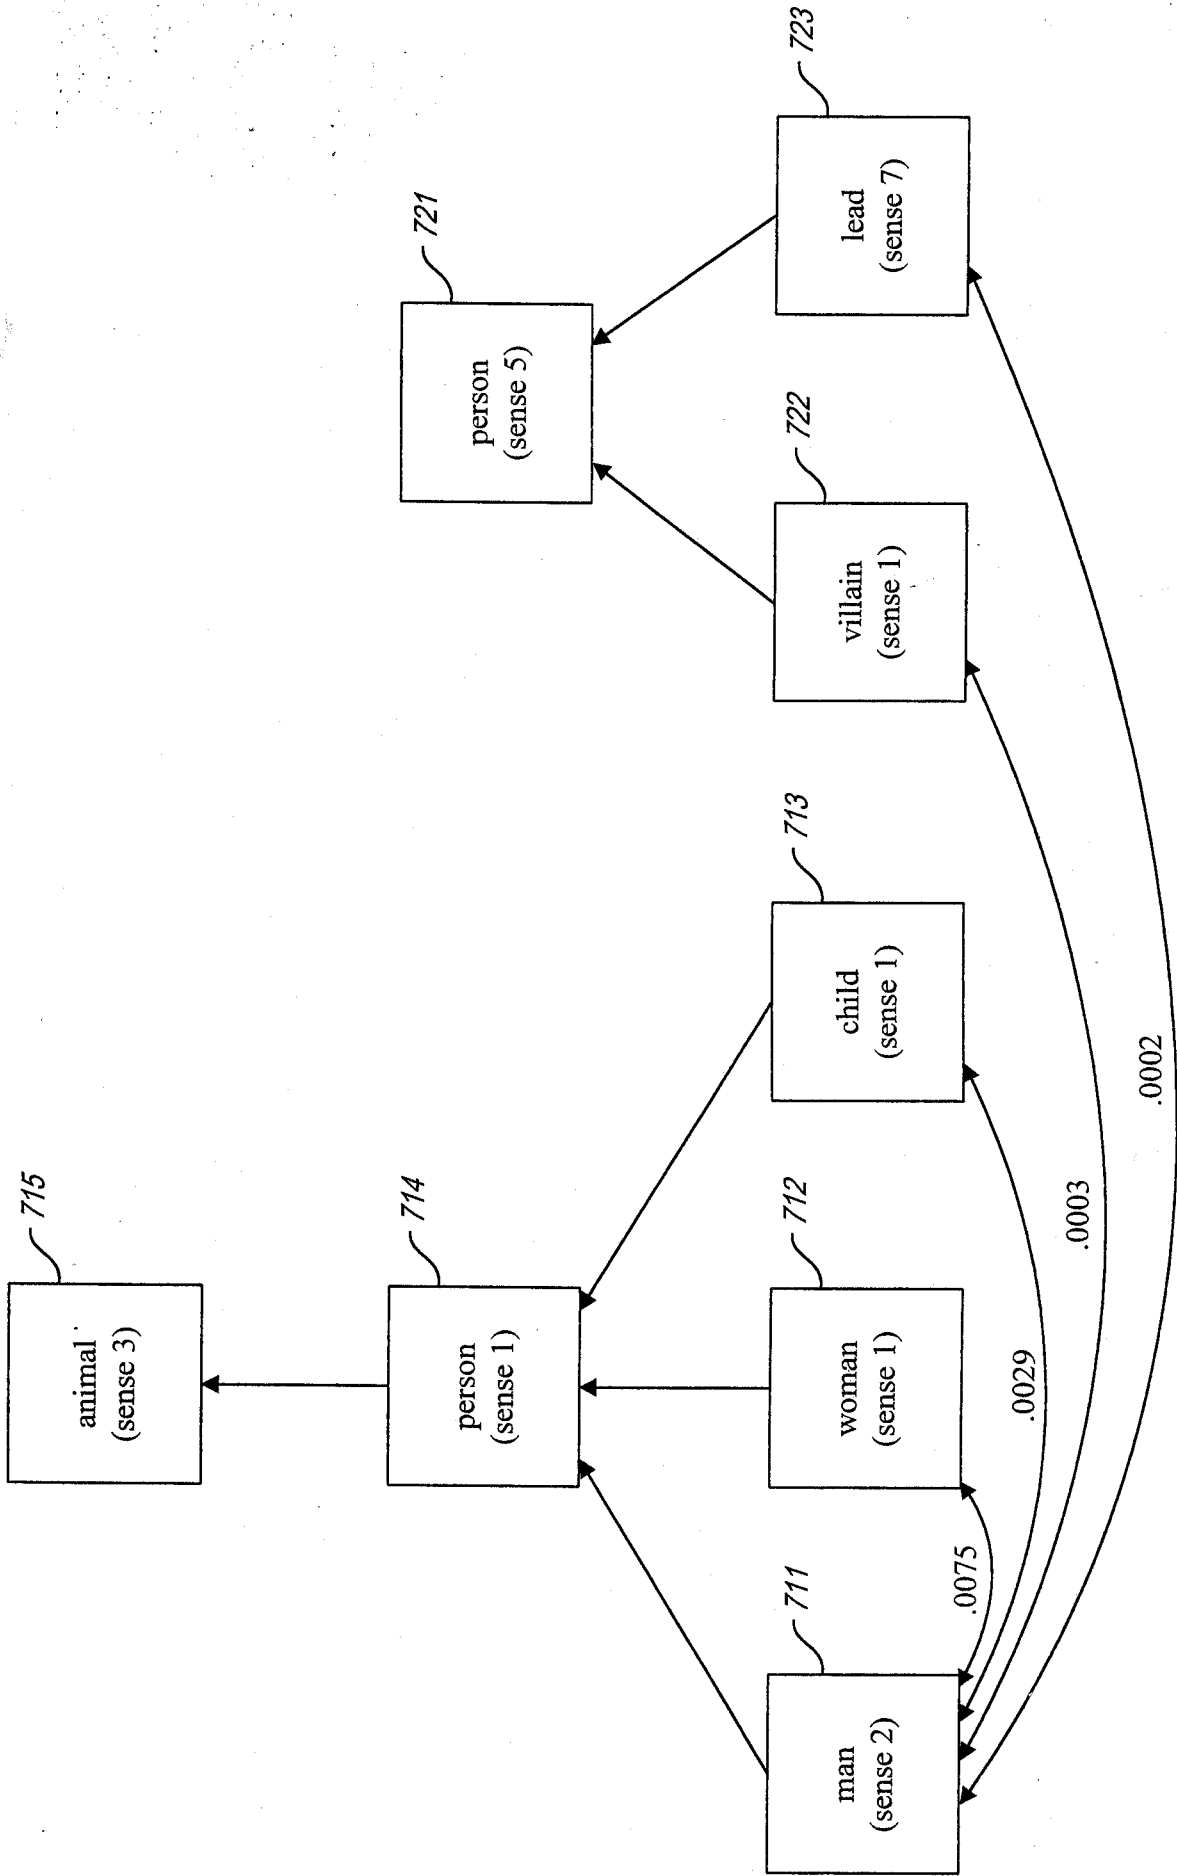 715
animal
(sense 3)
714
person
(sense 1)
721
person
(sense 5)
711
man
(sense 2)
712
woman
(sense 1)
713
child
(sense 1)
722
villain
(sense 1)
723
lead
(sense 7)
.0075
.0029
.0003
.0002